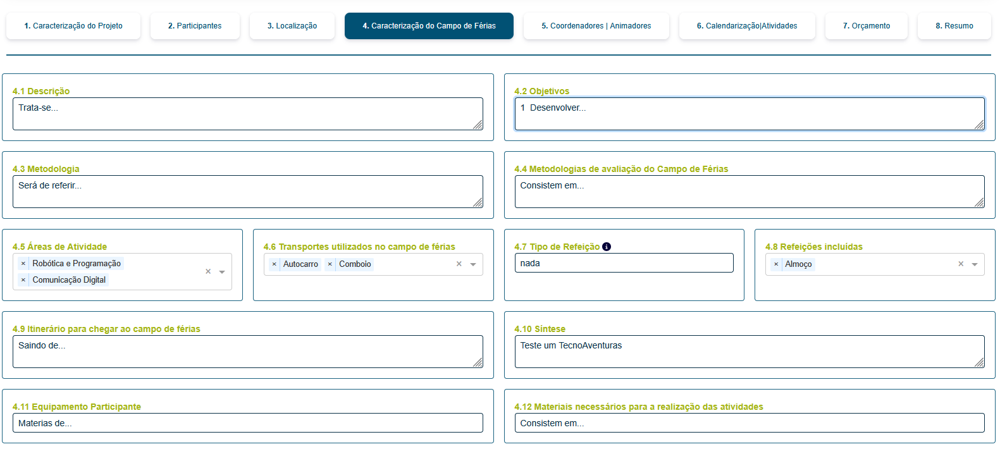 1. Caracterização do Projeto
2. Participantes
3. Localização
4. Caracterização do Campo de Férias
5. Coordenadores | Animadores
6. Calendarização|Atividades
7. Orçamento
8. Resumo
4.1 Descrição
Trata-se...
4.2 Objetivos
1 Desenvolver...
4.3 Metodologia
Será de referir...
4.4 Metodologias de avaliação do Campo de Férias
Consistem em...
4.5 Áreas de Atividade
× Robótica e Programação
× Comunicação Digital
4.6 Transportes utilizados no campo de férias
× Autocarro × Comboio
4.7 Tipo de Refeição
nada
4.8 Refeições incluídas
× Almoço
4.9 Itinerário para chegar ao campo de férias
Saindo de...
4.10 Síntese
Teste um TecnoAventuras
4.11 Equipamento Participante
Materias de...
4.12 Materiais necessários para a realização das atividades
Consistem em...